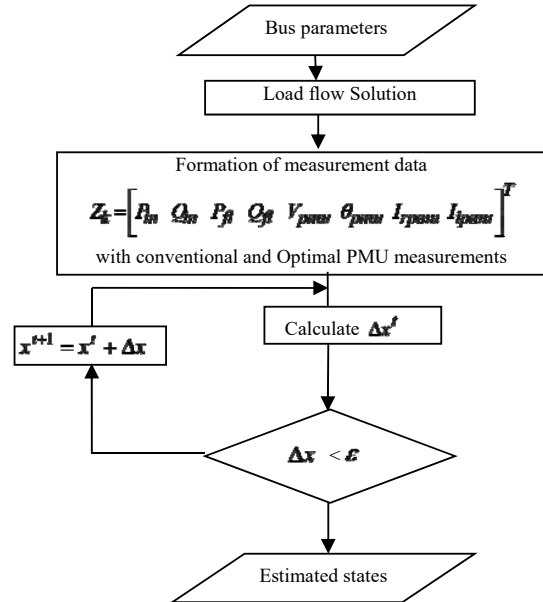 Bus parameters
Load flow Solution
Formation of measurement data
Z_k = [P_in Q_in P_fl Q_fl V_pmu θ_pmu I_rpmu I_ipmu]^T
with conventional and Optimal PMU measurements
Calculate Δx^t
x^{t+1} = x^t + Δx
Δx < ε
Estimated states